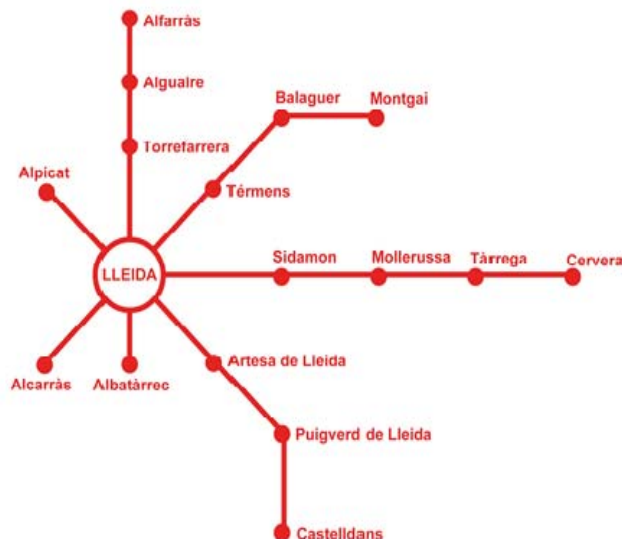 Alfarràs
Alguaire
Balaguer
Montgai
Torrefarrera
Alpicat
Térmens
Sidamon
Mollerussa
Tàrrega
Cervera
LLEIDA
Artesa de Lleida
Alcarràs
Albatàrrec
Puigverd de Lleida
Castelldans